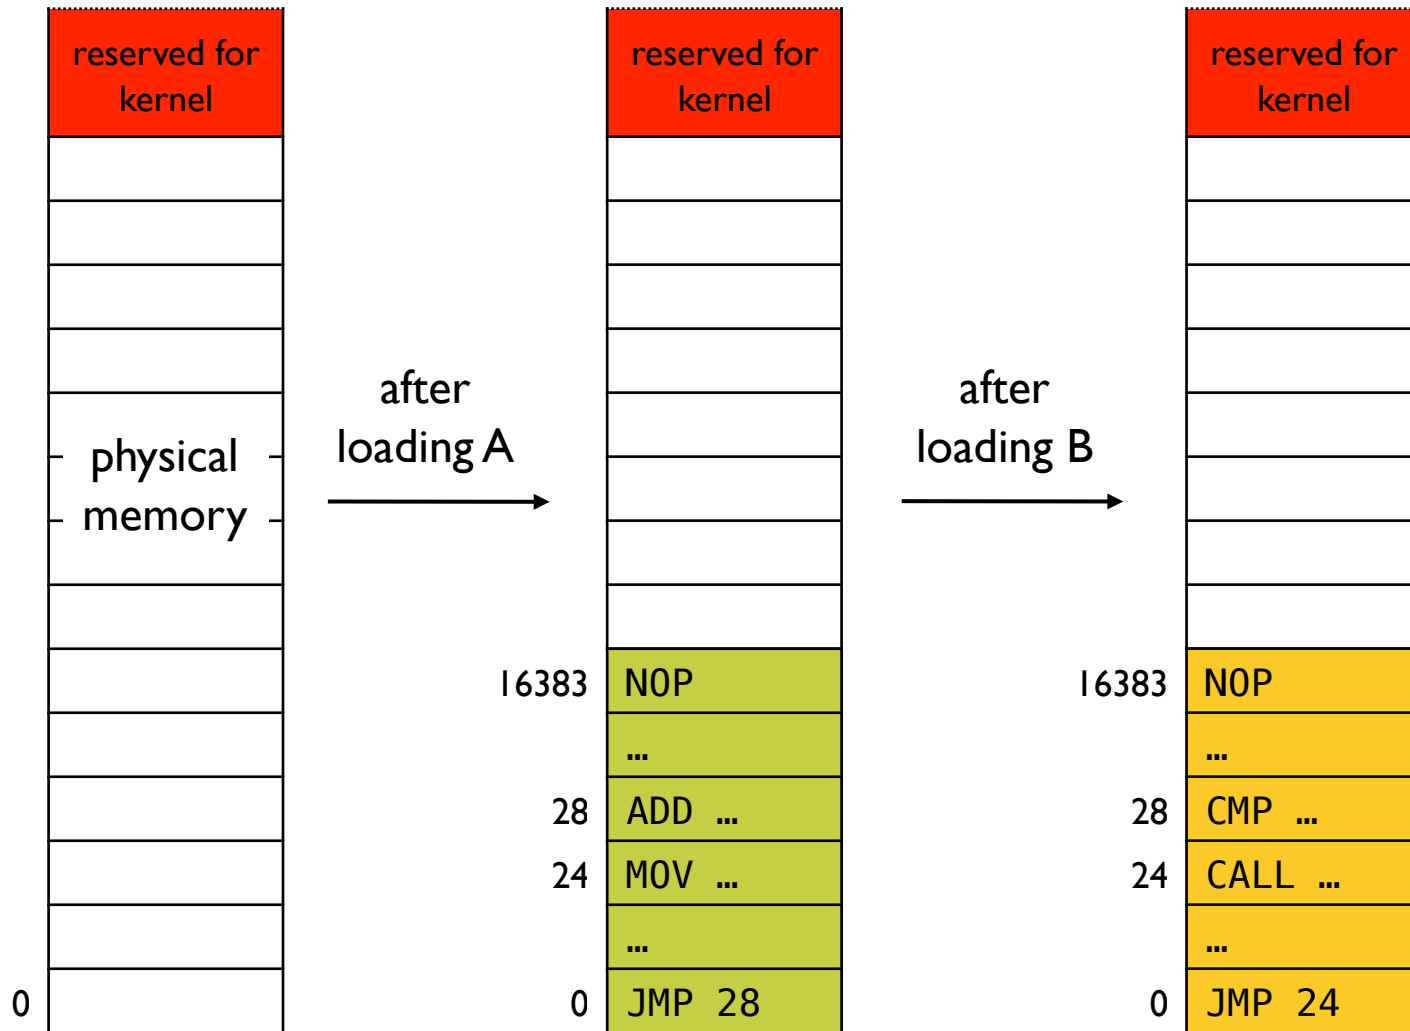 reserved for
kernel
physical
memory
0
after
loading A
reserved for
kernel
16383 NOP
...
28 ADD ...
24 MOV ...
...
0 JMP 28
after
loading B
reserved for
kernel
16383 NOP
...
28 CMP ...
24 CALL ...
...
0 JMP 24